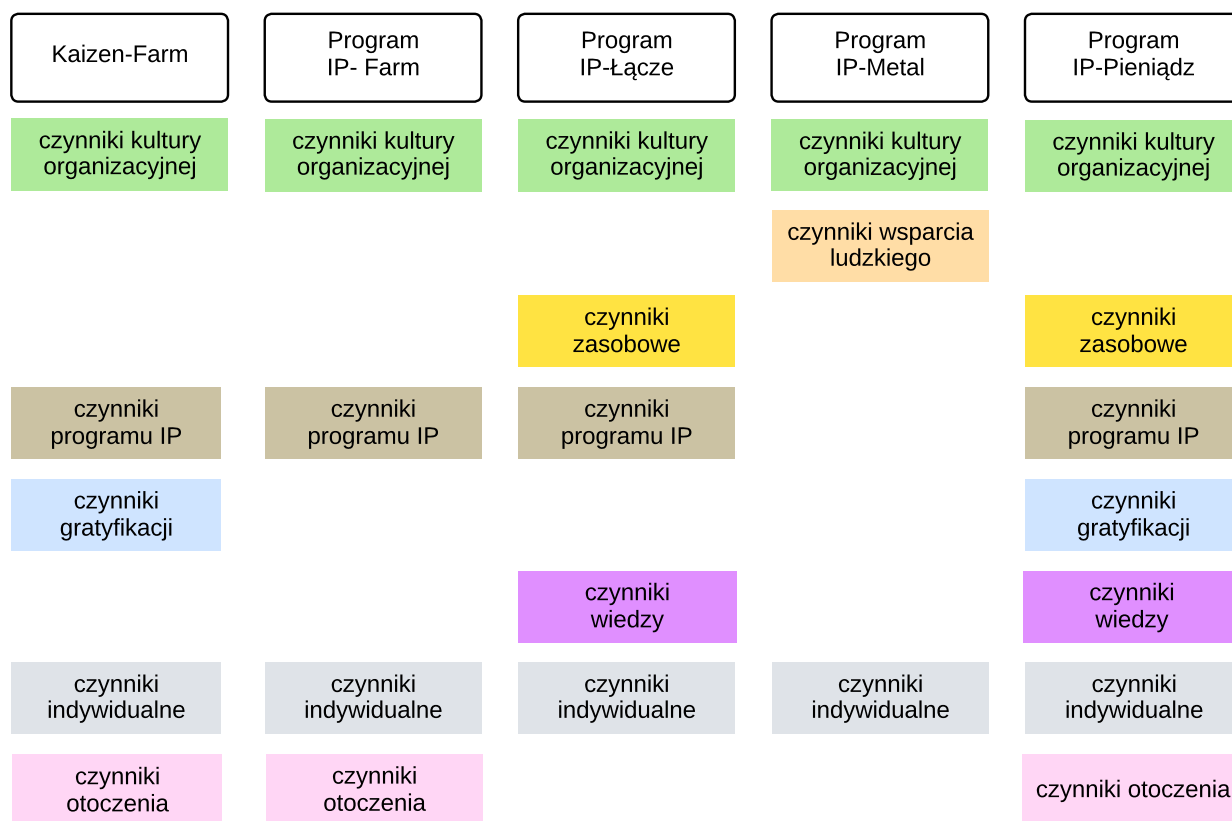 Kaizen-Farm
Program
IP- Farm
Program
IP-Łącze
Program
IP-Metal
Program
IP-Pieniądz
czynniki kultury
organizacyjnej
czynniki kultury
organizacyjnej
czynniki kultury
organizacyjnej
czynniki kultury
organizacyjnej
czynniki kultury
organizacyjnej
czynniki wsparcia
ludzkiego
czynniki
zasobowe
czynniki
zasobowe
czynniki
programu IP
czynniki
programu IP
czynniki
programu IP
czynniki
programu IP
czynniki
gratyfikacji
czynniki
gratyfikacji
czynniki
wiedzy
czynniki
wiedzy
czynniki
indywidualne
czynniki
indywidualne
czynniki
indywidualne
czynniki
indywidualne
czynniki
indywidualne
czynniki
otoczenia
czynniki
otoczenia
czynniki otoczenia